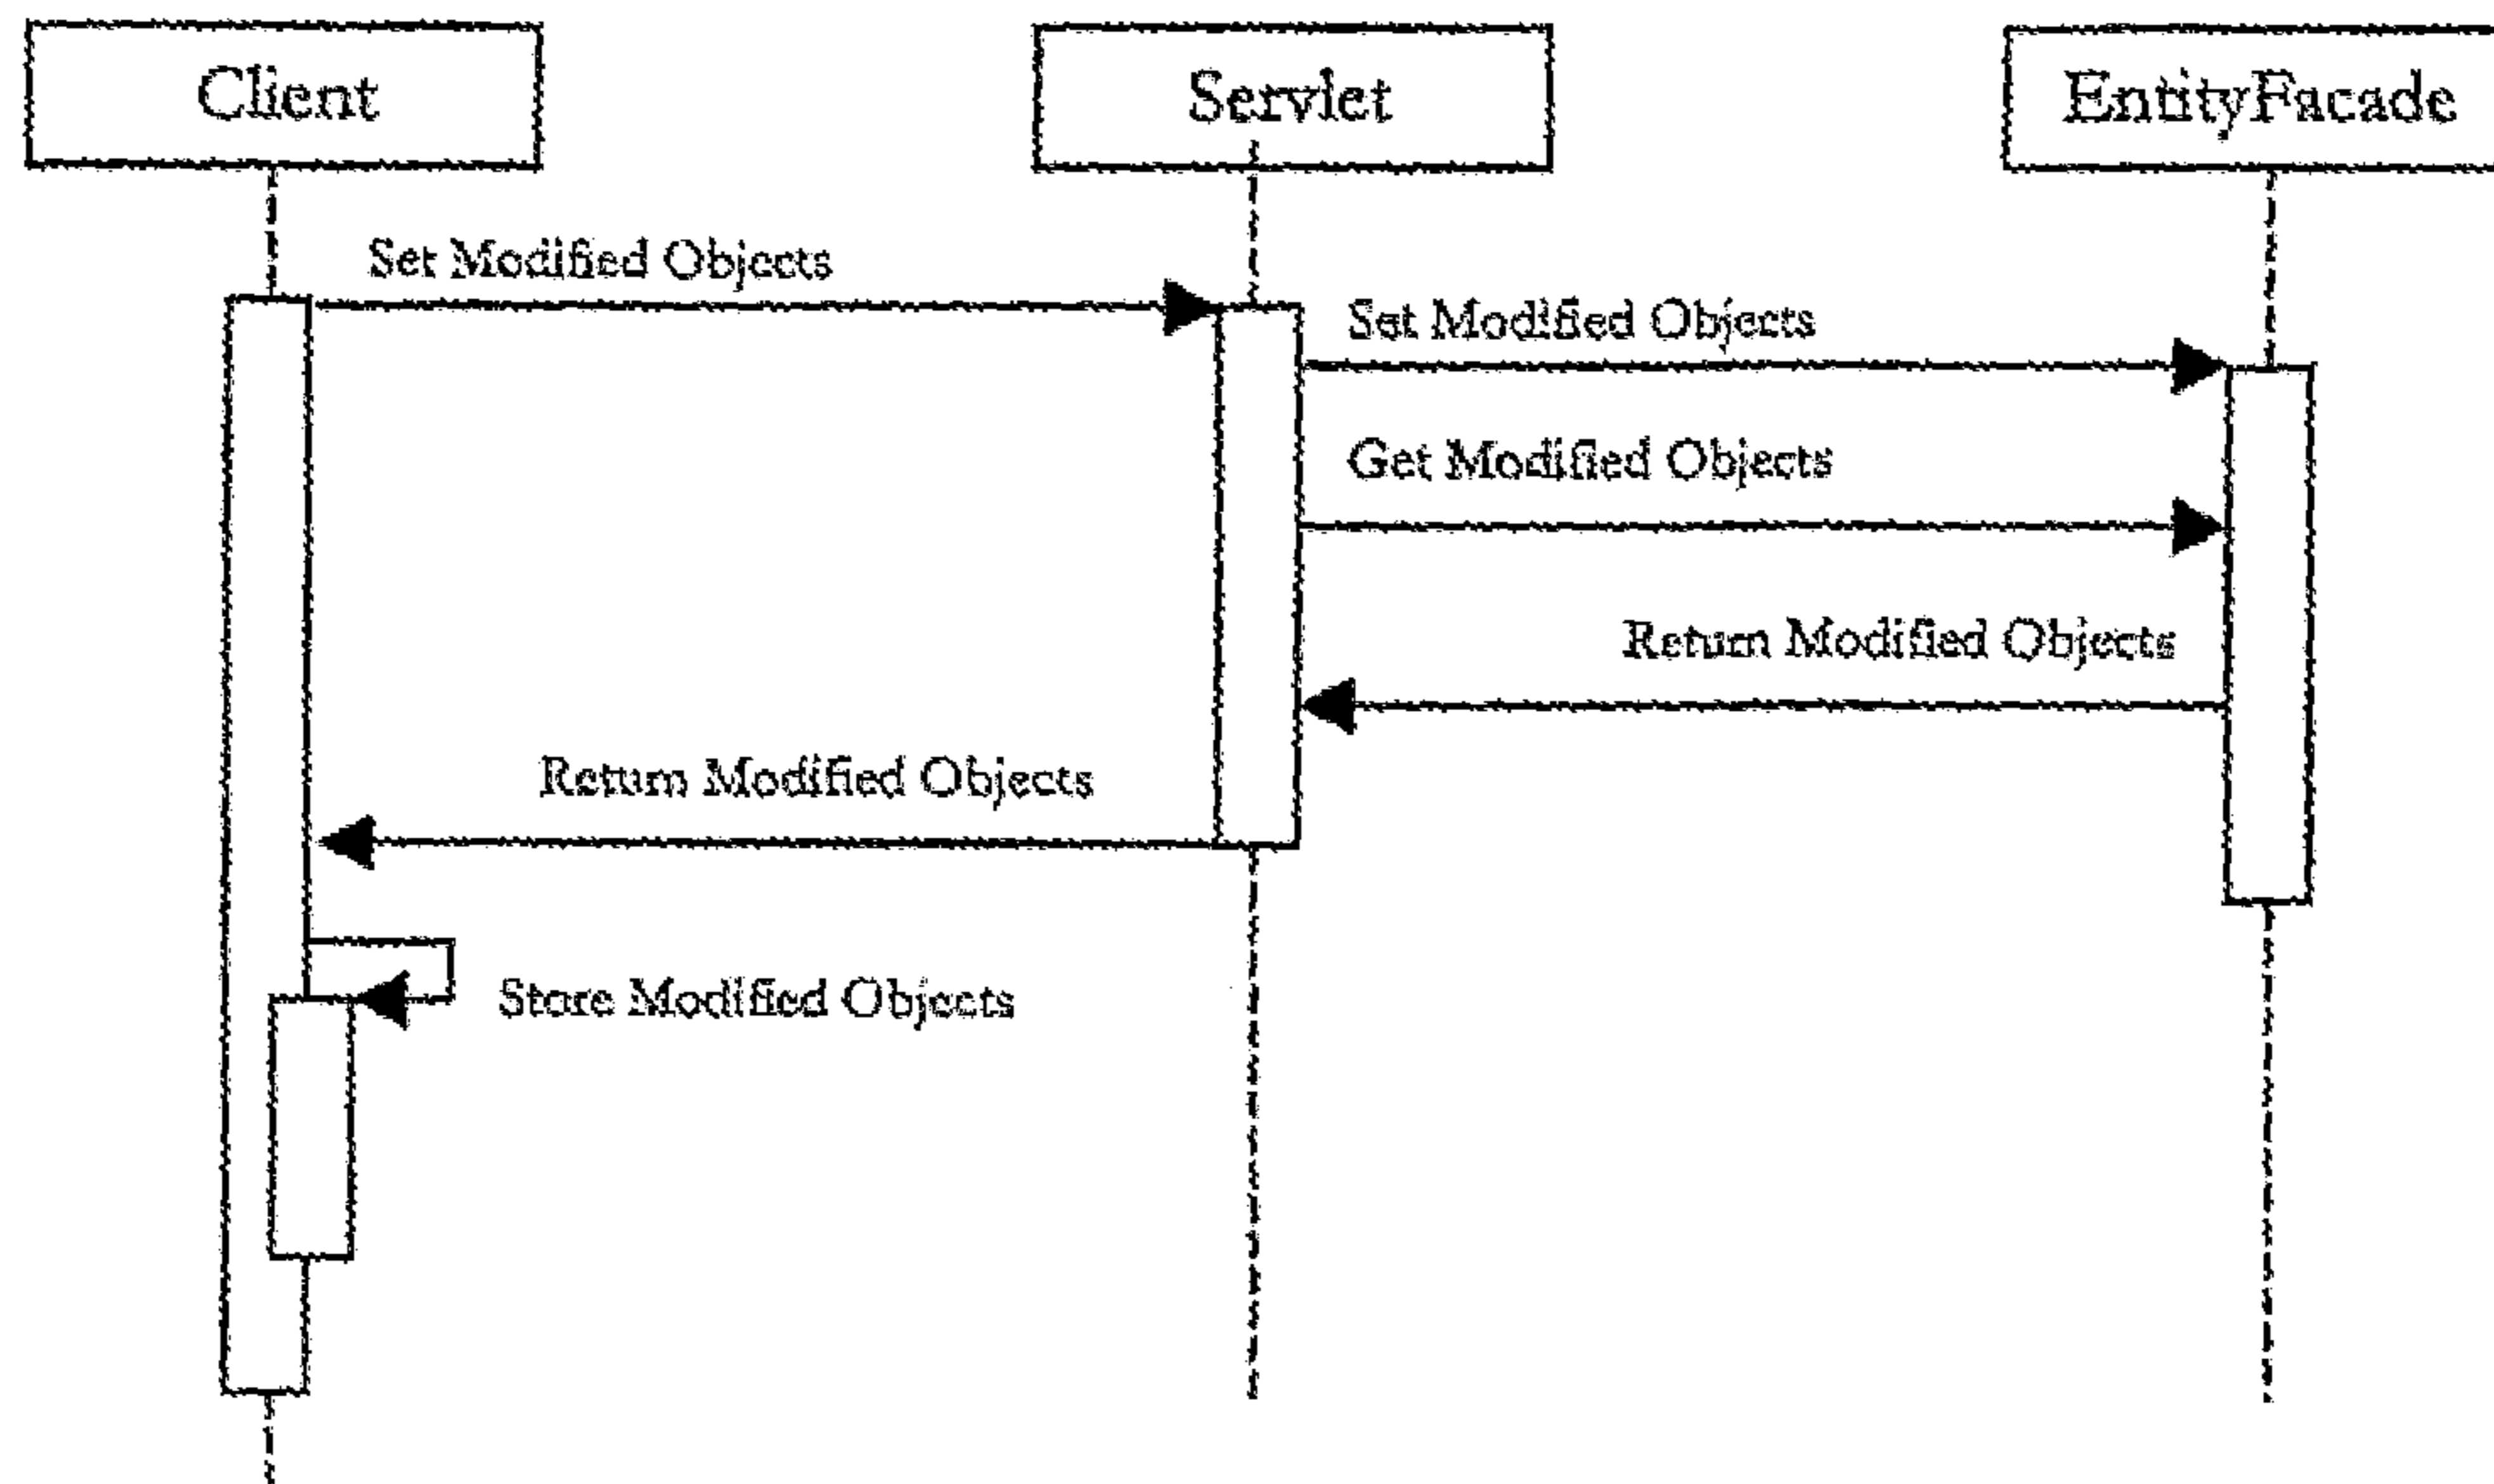 Client
Servlet
EntityFacade
Set Modified Objects
Set Modified Objects
Get Modified Objects
Return Modified Objects
Return Modified Objects
Store Modified Objects